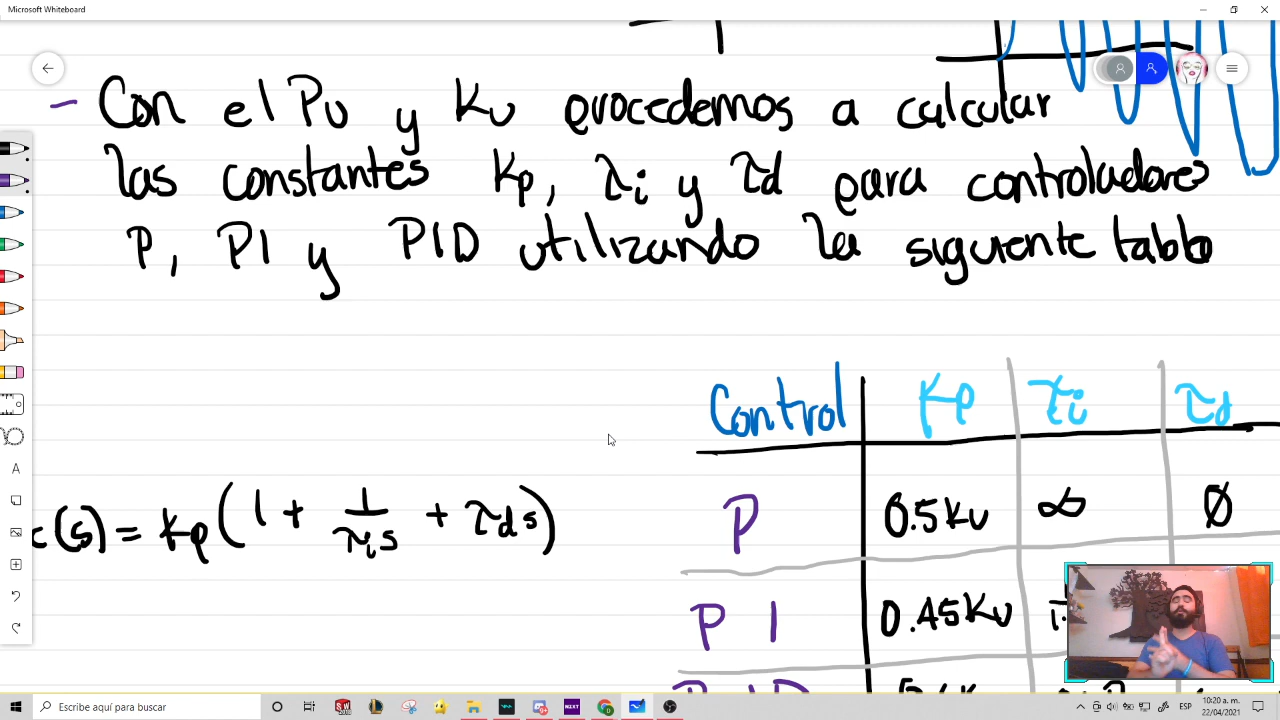 Microsoft Whiteboard
- Con el Pu y Ku procedemos a calcular
las constantes Kp, τi y τd para controladores
P, PI y PID utilizando la siguiente tabla
Control Kp τi τd
P 0.5Ku ∞ Ø
c(s) = kp(1 + 1/τis + τds)
PI 0.45Ku
PID
Escribe aquí para buscar
ESP
10:20 a. m.
22/04/2021